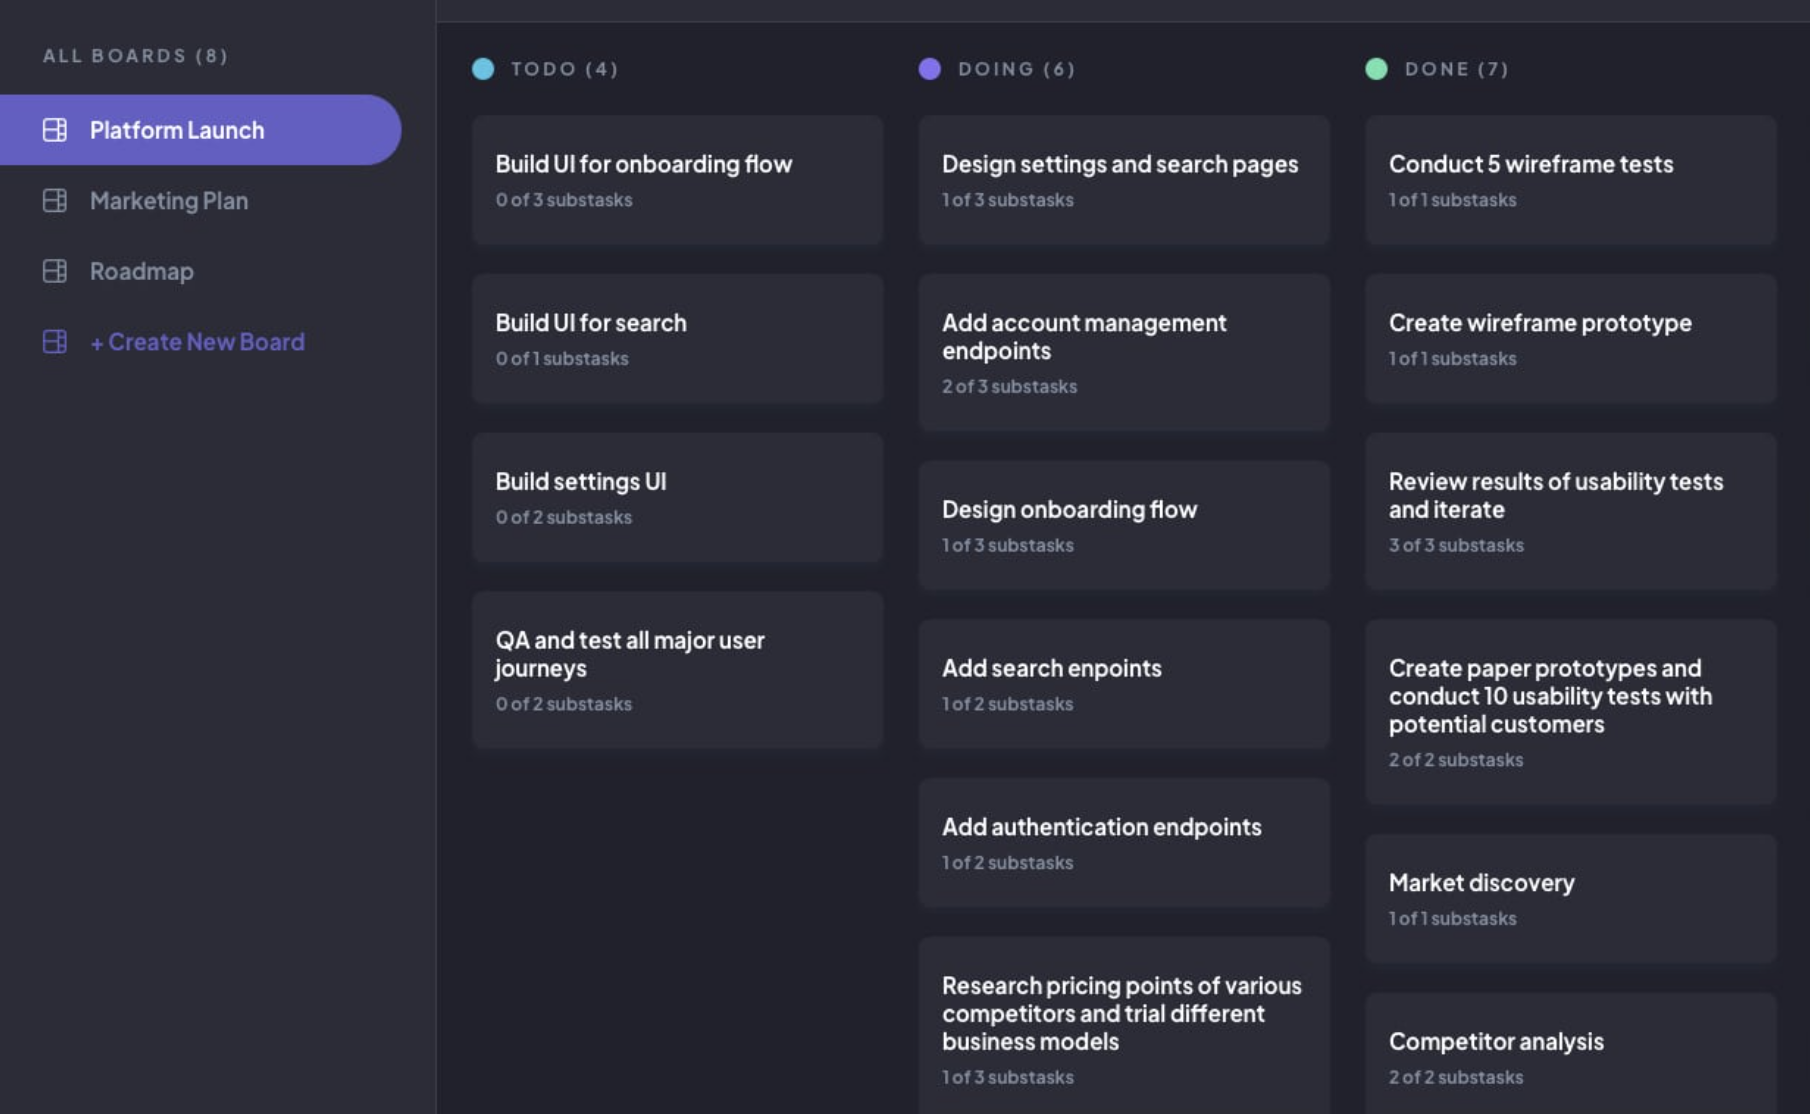 ALL BOARDS (8)
Platform Launch
Marketing Plan
Roadmap
+ Create New Board
TODO (4)
Build UI for onboarding flow
0 of 3 substasks
Build UI for search
0 of 1 substasks
Build settings UI
0 of 2 substasks
QA and test all major user
journeys
0 of 2 substasks
DOING (6)
Design settings and search pages
1 of 3 substasks
Add account management
endpoints
2 of 3 substasks
Design onboarding flow
1 of 3 substasks
Add search enpoints
1 of 2 substasks
Add authentication endpoints
1 of 2 substasks
Research pricing points of various
competitors and trial different
business models
1 of 3 substasks
DONE (7)
Conduct 5 wireframe tests
1 of 1 substasks
Create wireframe prototype
1 of 1 substasks
Review results of usability tests
and iterate
3 of 3 substasks
Create paper prototypes and
conduct 10 usability tests with
potential customers
2 of 2 substasks
Market discovery
1 of 1 substasks
Competitor analysis
2 of 2 substasks